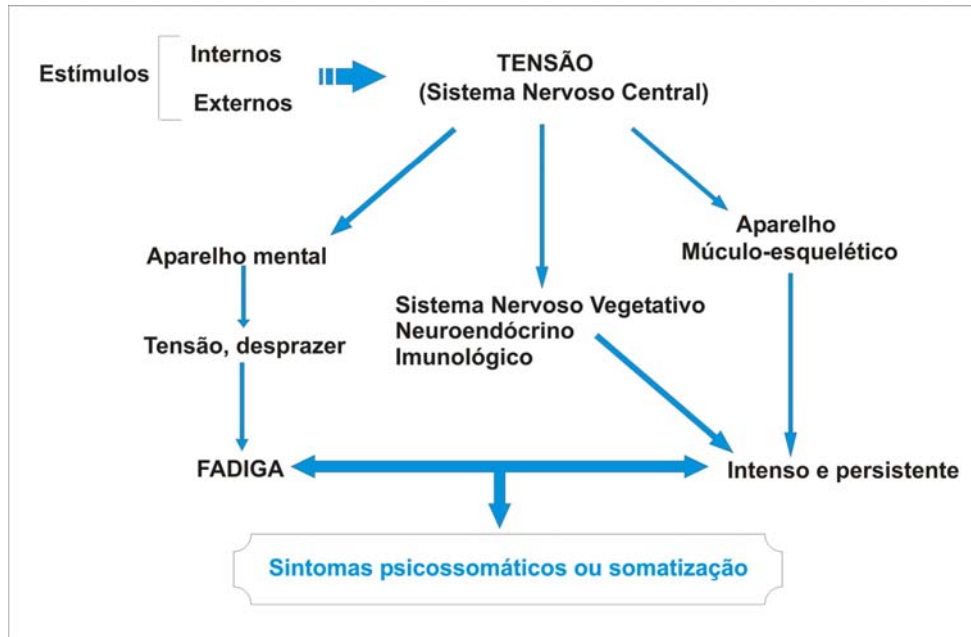 Estímulos
Internos
Externos
TENSÃO
(Sistema Nervoso Central)
Aparelho mental
Aparelho
Múculo-esquelético
Sistema Nervoso Vegetativo
Neuroendócrino
Imunológico
Tensão, desprazer
FADIGA
Intenso e persistente
Sintomas psicossomáticos ou somatização